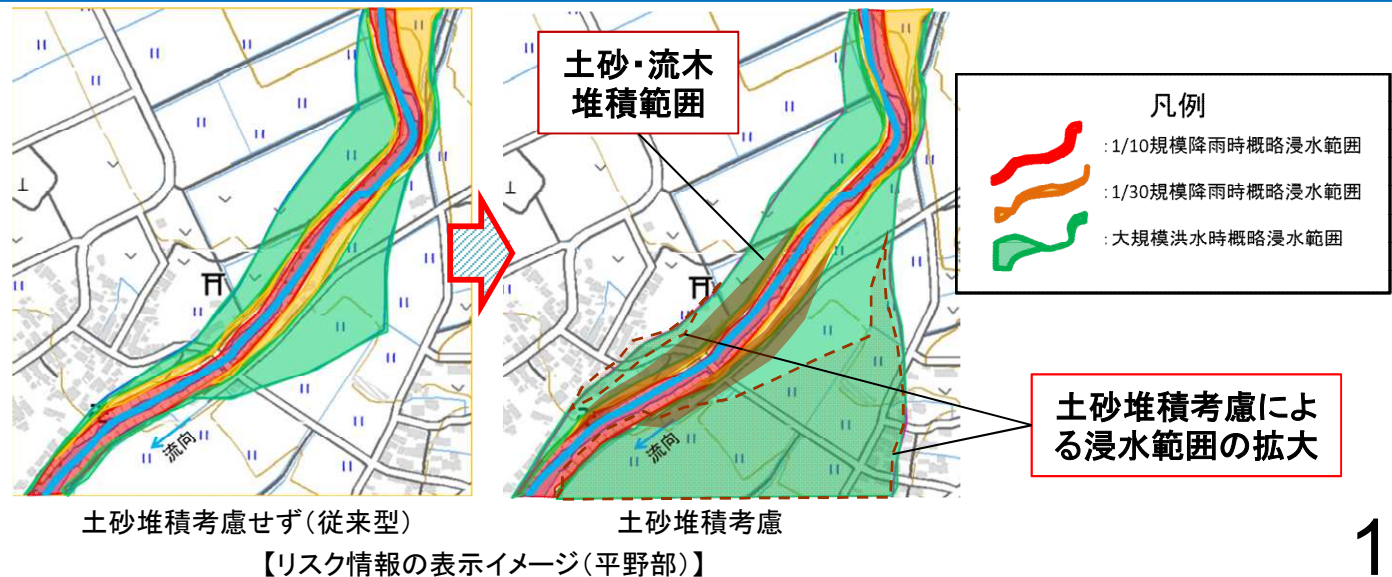 土砂・流木
堆積範囲
凡例
:1/10規模降雨時概略浸水範囲
:1/30規模降雨時概略浸水範囲
:大規模洪水時概略浸水範囲
土砂堆積考慮によ
る浸水範囲の拡大
流向
流向
土砂堆積考慮せず(従来型)
土砂堆積考慮
【リスク情報の表示イメージ(平野部)】
1